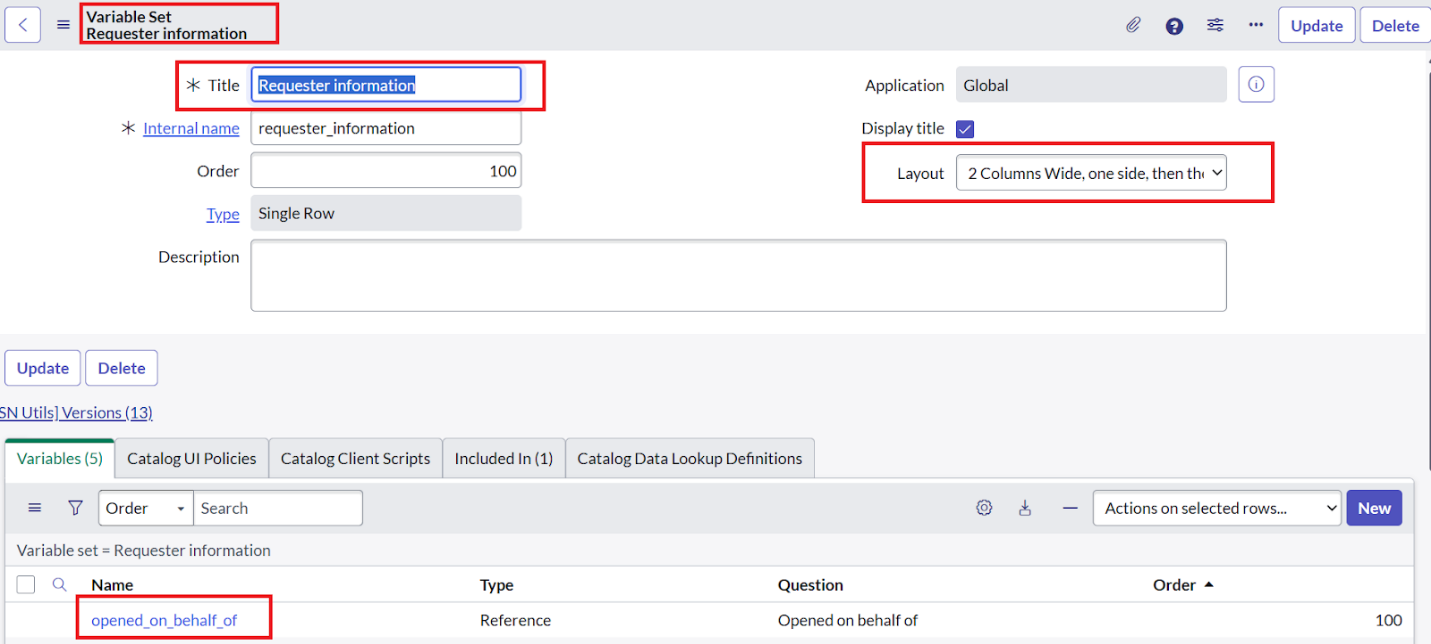 Variable Set
Requester information
Update
Delete
* Title Requester information
Application Global
* Internal name requester_information
Display title
Order 100
Layout 2 Columns Wide, one side, then the
Type Single Row
Description
Update
Delete
SN Utils] Versions (13)
Variables (5) Catalog UI Policies Catalog Client Scripts Included In (1) Catalog Data Lookup Definitions
Order Search Actions on selected rows... New
Variable set = Requester information
Name Type Question Order
opened_on_behalf_of Reference Opened on behalf of 100